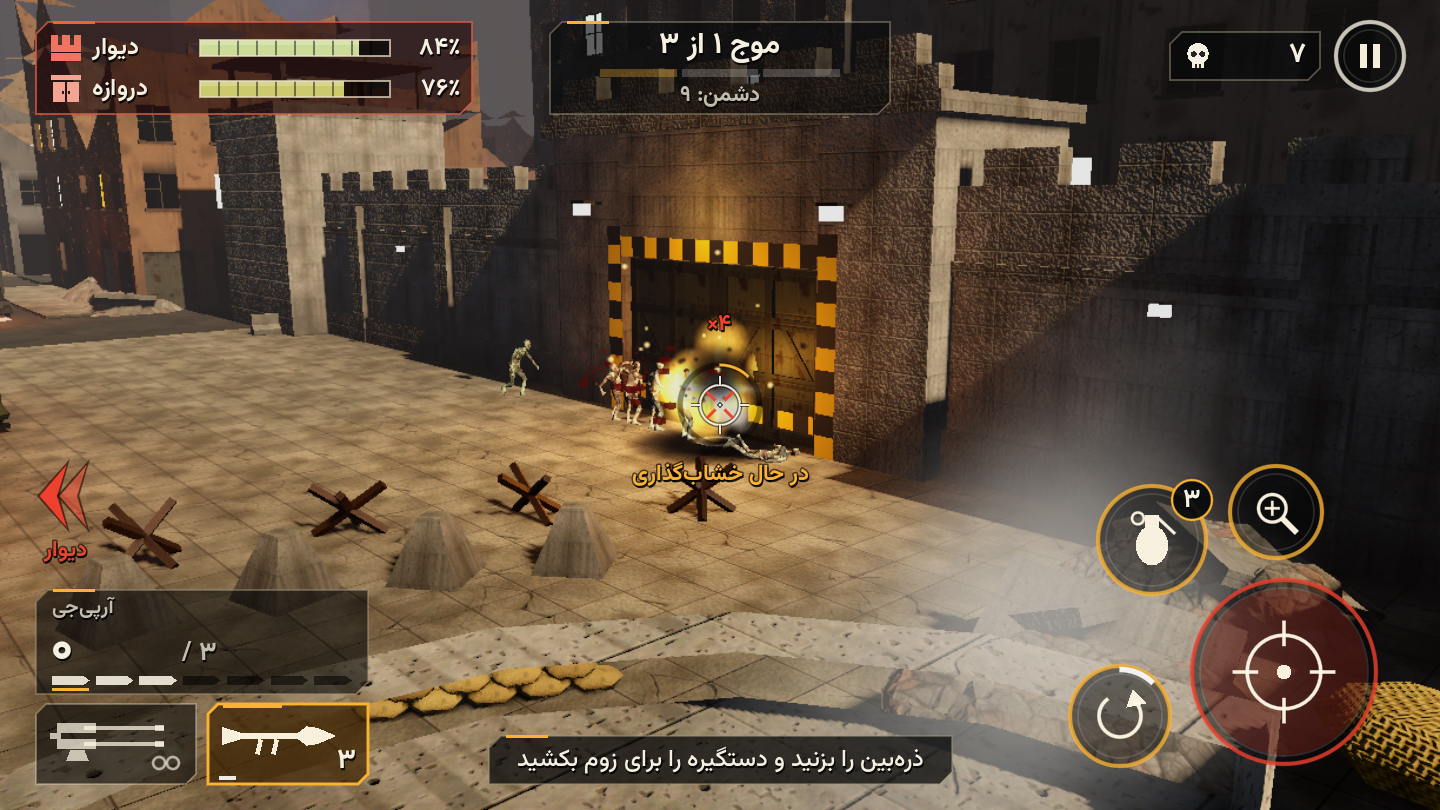 دیوار ۸۴٪
دروازه ۷۶٪
موج ۱ از ۳
دشمن: ۹
۷
×۴
در حال خشاب‌گذاری
دیوار
۳
آرپی‌جی
۰ / ۳
∞
۳
ذره‌بین را بزنید و دستگیره را برای زوم بکشید